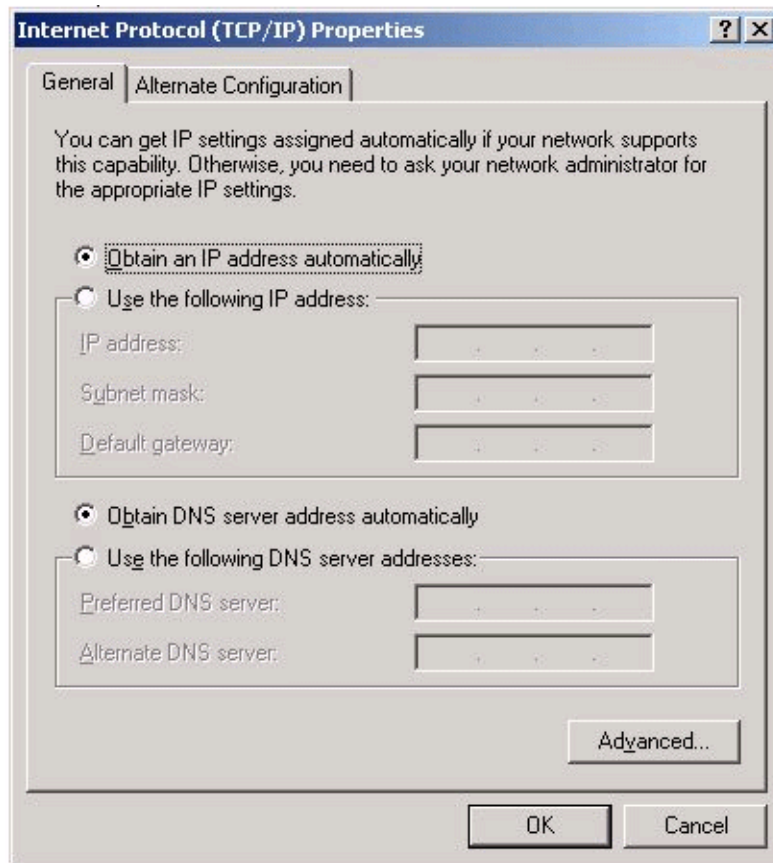 Internet Protocol (TCP/IP) Properties
General
Alternate Configuration
You can get IP settings assigned automatically if your network supports
this capability. Otherwise, you need to ask your network administrator for
the appropriate IP settings.
Obtain an IP address automatically
Use the following IP address:
IP address:
Subnet mask:
Default gateway:
Obtain DNS server address automatically
Use the following DNS server addresses:
Preferred DNS server:
Alternate DNS server:
Advanced...
OK
Cancel